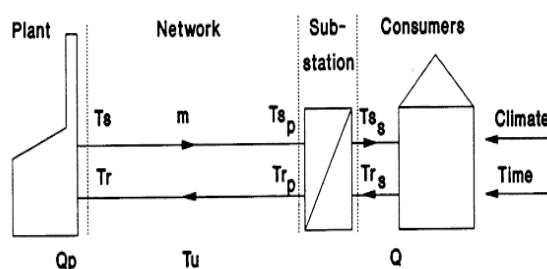 Plant Network Sub-station Consumers
Ts m Tsp Tss Climate
Tr Trp Trs Time
Qp Tu Q